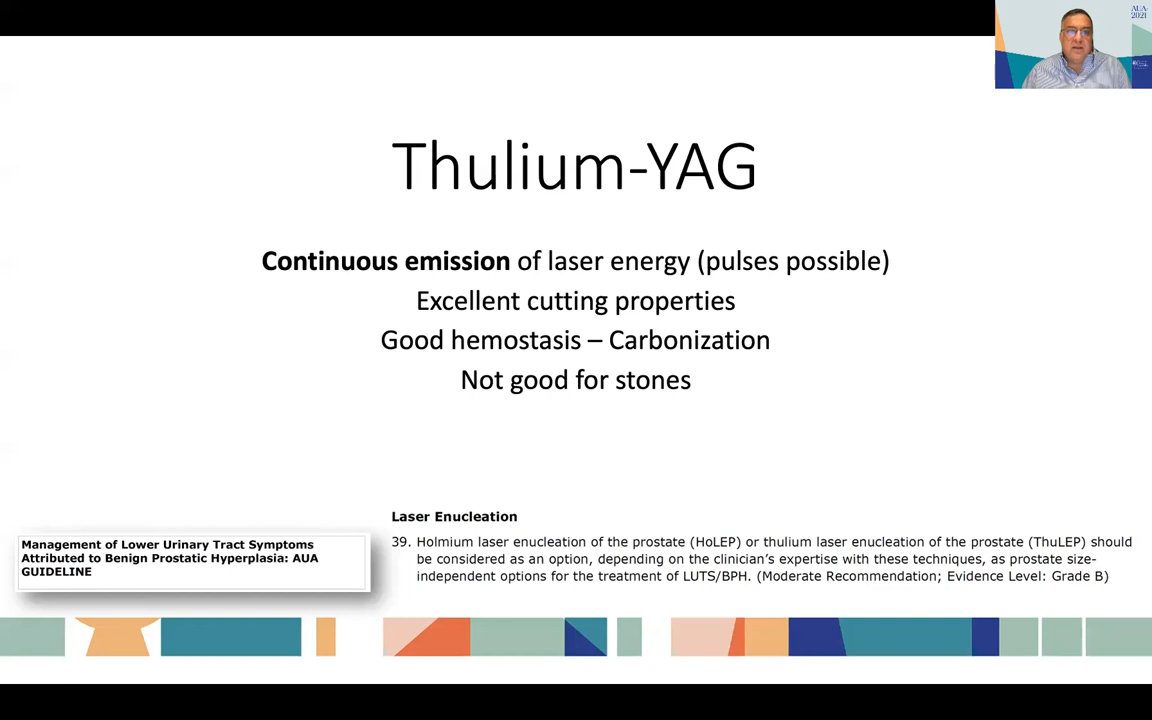 AUA
2021
Thulium-YAG
Continuous emission of laser energy (pulses possible)
Excellent cutting properties
Good hemostasis – Carbonization
Not good for stones
Laser Enucleation
39. Holmium laser enucleation of the prostate (HoLEP) or thulium laser enucleation of the prostate (ThuLEP) should
be considered as an option, depending on the clinician’s expertise with these techniques, as prostate size-
independent options for the treatment of LUTS/BPH. (Moderate Recommendation; Evidence Level: Grade B)
Management of Lower Urinary Tract Symptoms
Attributed to Benign Prostatic Hyperplasia: AUA
GUIDELINE